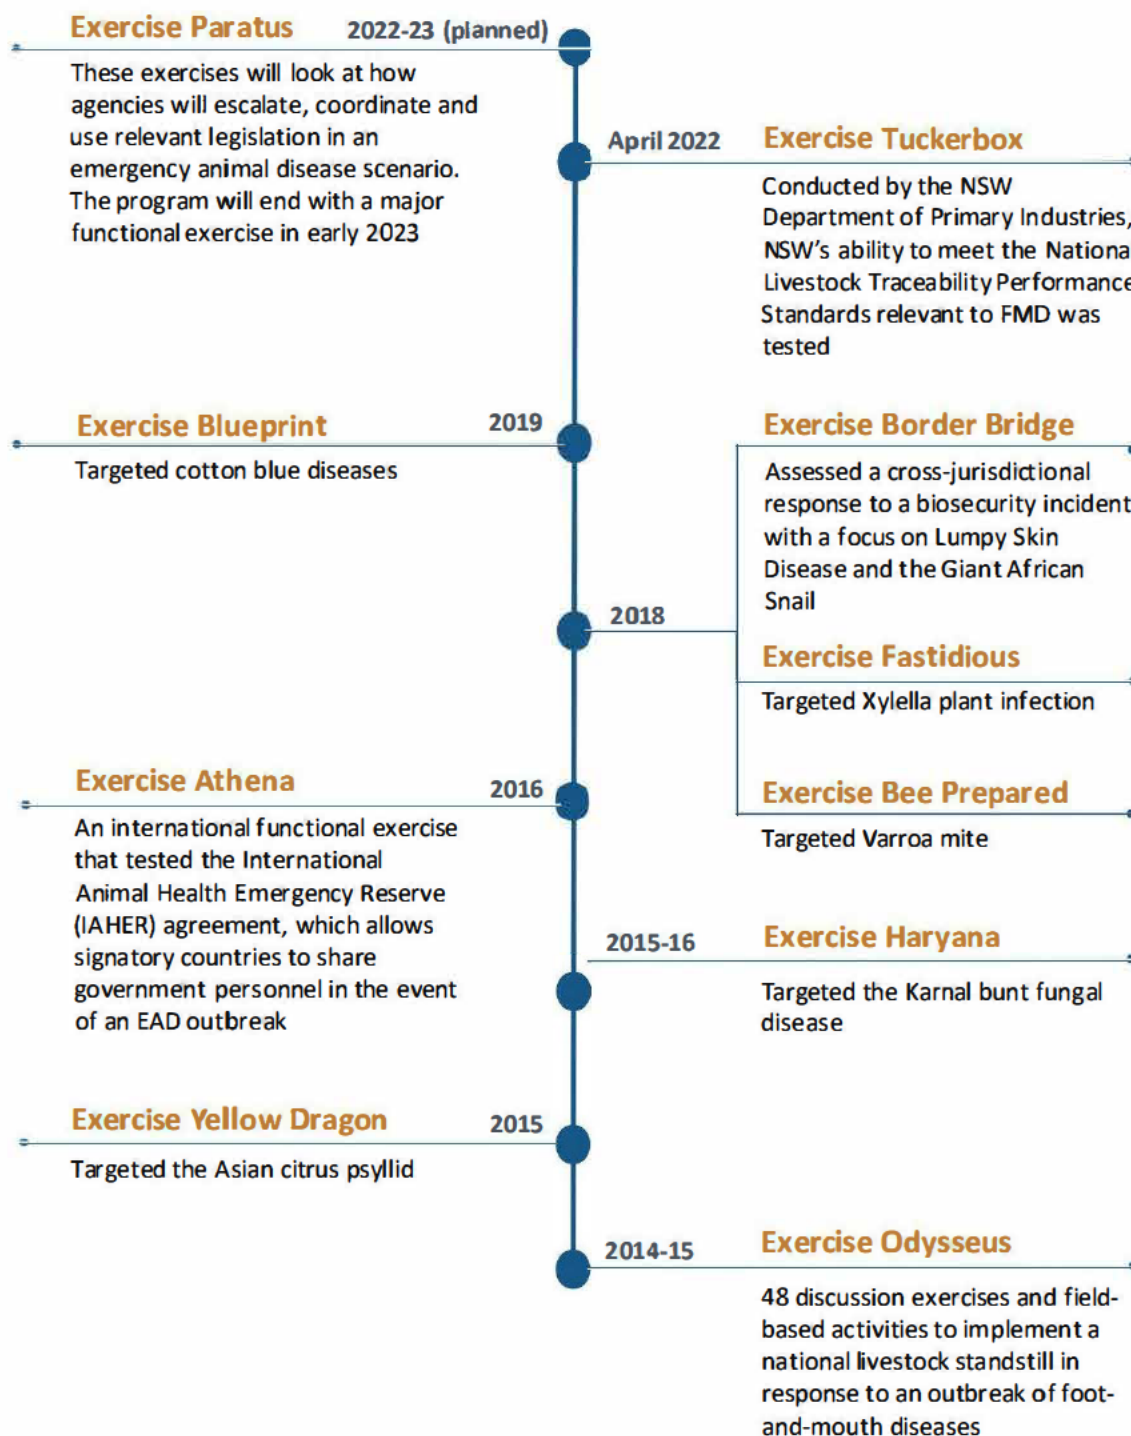 Exercise Paratus 2022-23 (planned)
These exercises will look at how
agencies will escalate, coordinate and
use relevant legislation in an
emergency animal disease scenario.
The program will end with a major
functional exercise in early 2023
April 2022 Exercise Tuckerbox
Conducted by the NSW
Department of Primary Industries,
NSW's ability to meet the Nationa
Livestock Traceability Performance
Standards relevant to FMD was
tested
Exercise Blueprint 2019
Targeted cotton blue diseases
2018
Exercise Border Bridge
Assessed a cross-jurisdictional
response to a biosecurity incident
with a focus on Lumpy Skin
Disease and the Giant African
Snail
Exercise Fastidious
Targeted Xylella plant infection
Exercise Bee Prepared
Targeted Varroa mite
Exercise Athena 2016
An international functional exercise
that tested the International
Animal Health Emergency Reserve
(IAHER) agreement, which allows
signatory countries to share
government personnel in the event
of an EAD outbreak
2015-16 Exercise Haryana
Targeted the Karnal bunt fungal
disease
Exercise Yellow Dragon 2015
Targeted the Asian citrus psyllid
2014-15 Exercise Odysseus
48 discussion exercises and field-
based activities to implement a
national livestock standstill in
response to an outbreak of foot-
and-mouth diseases